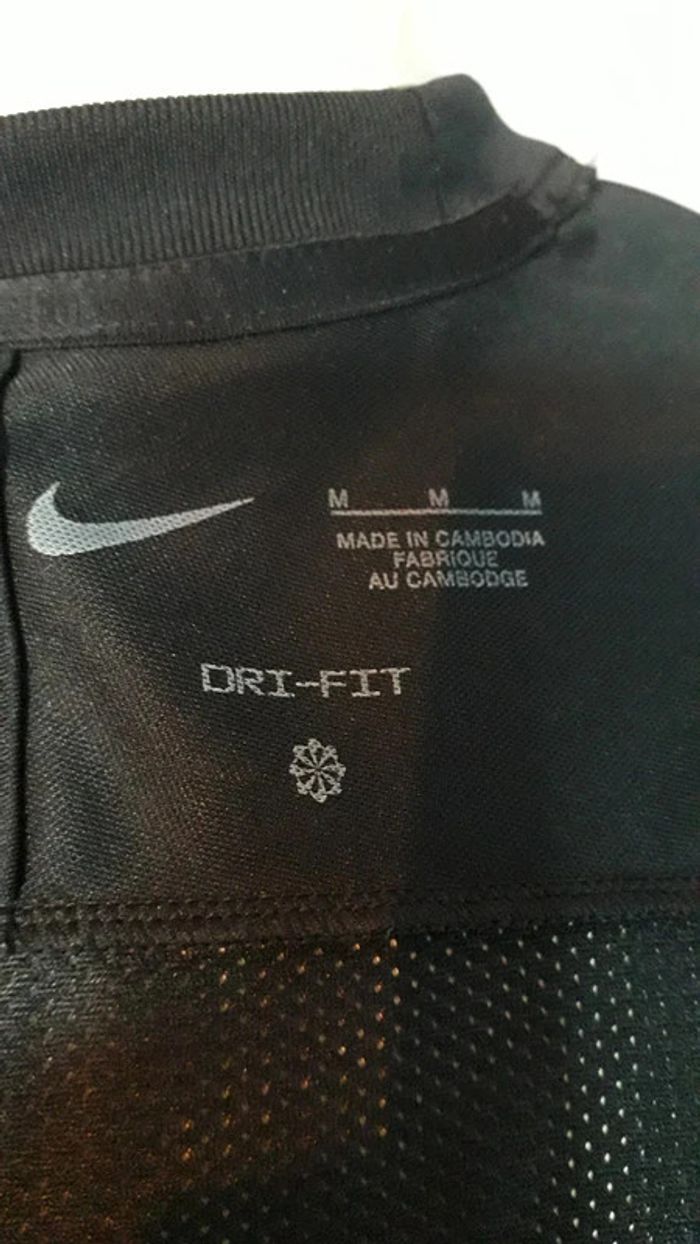 M M M
MADE IN CAMBODIA
FABRIQUE
AU CAMBODGE
DRI-FIT